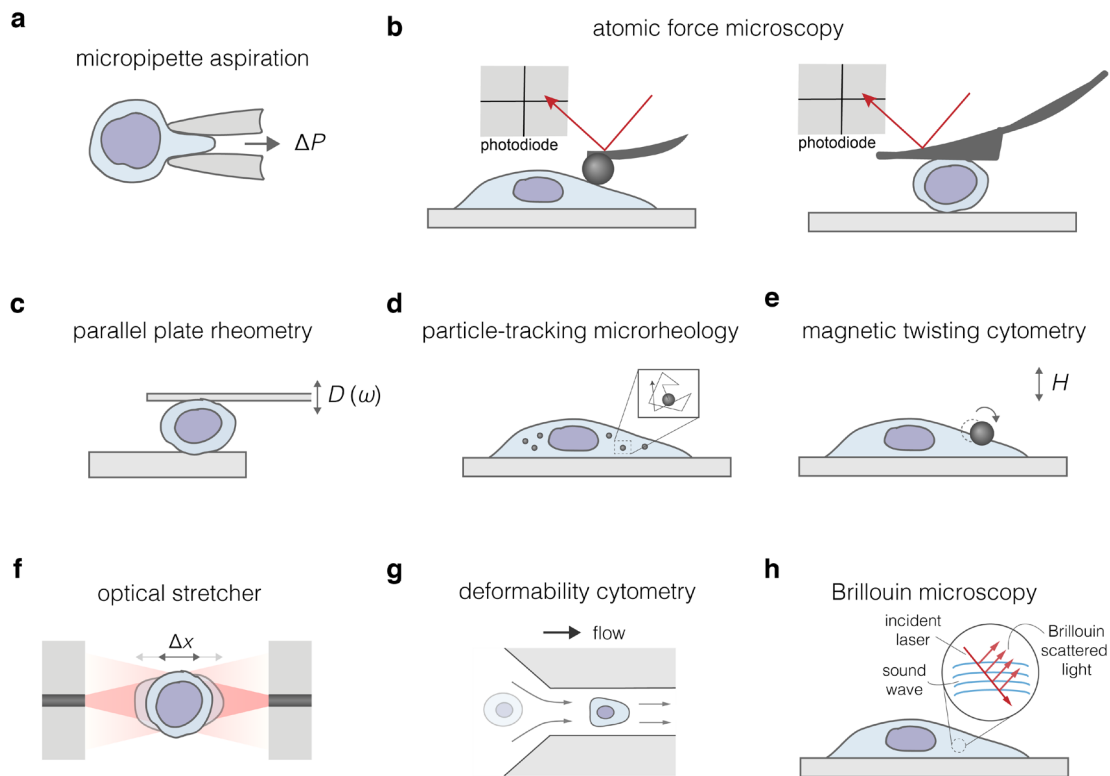 a
micropipette aspiration
ΔP
b
atomic force microscopy
photodiode
photodiode
c
parallel plate rheometry
D (ω)
d
particle-tracking microrheology
e
magnetic twisting cytometry
H
f
optical stretcher
Δx
g
deformability cytometry
flow
h
Brillouin microscopy
incident
laser
sound
wave
Brillouin
scattered
light